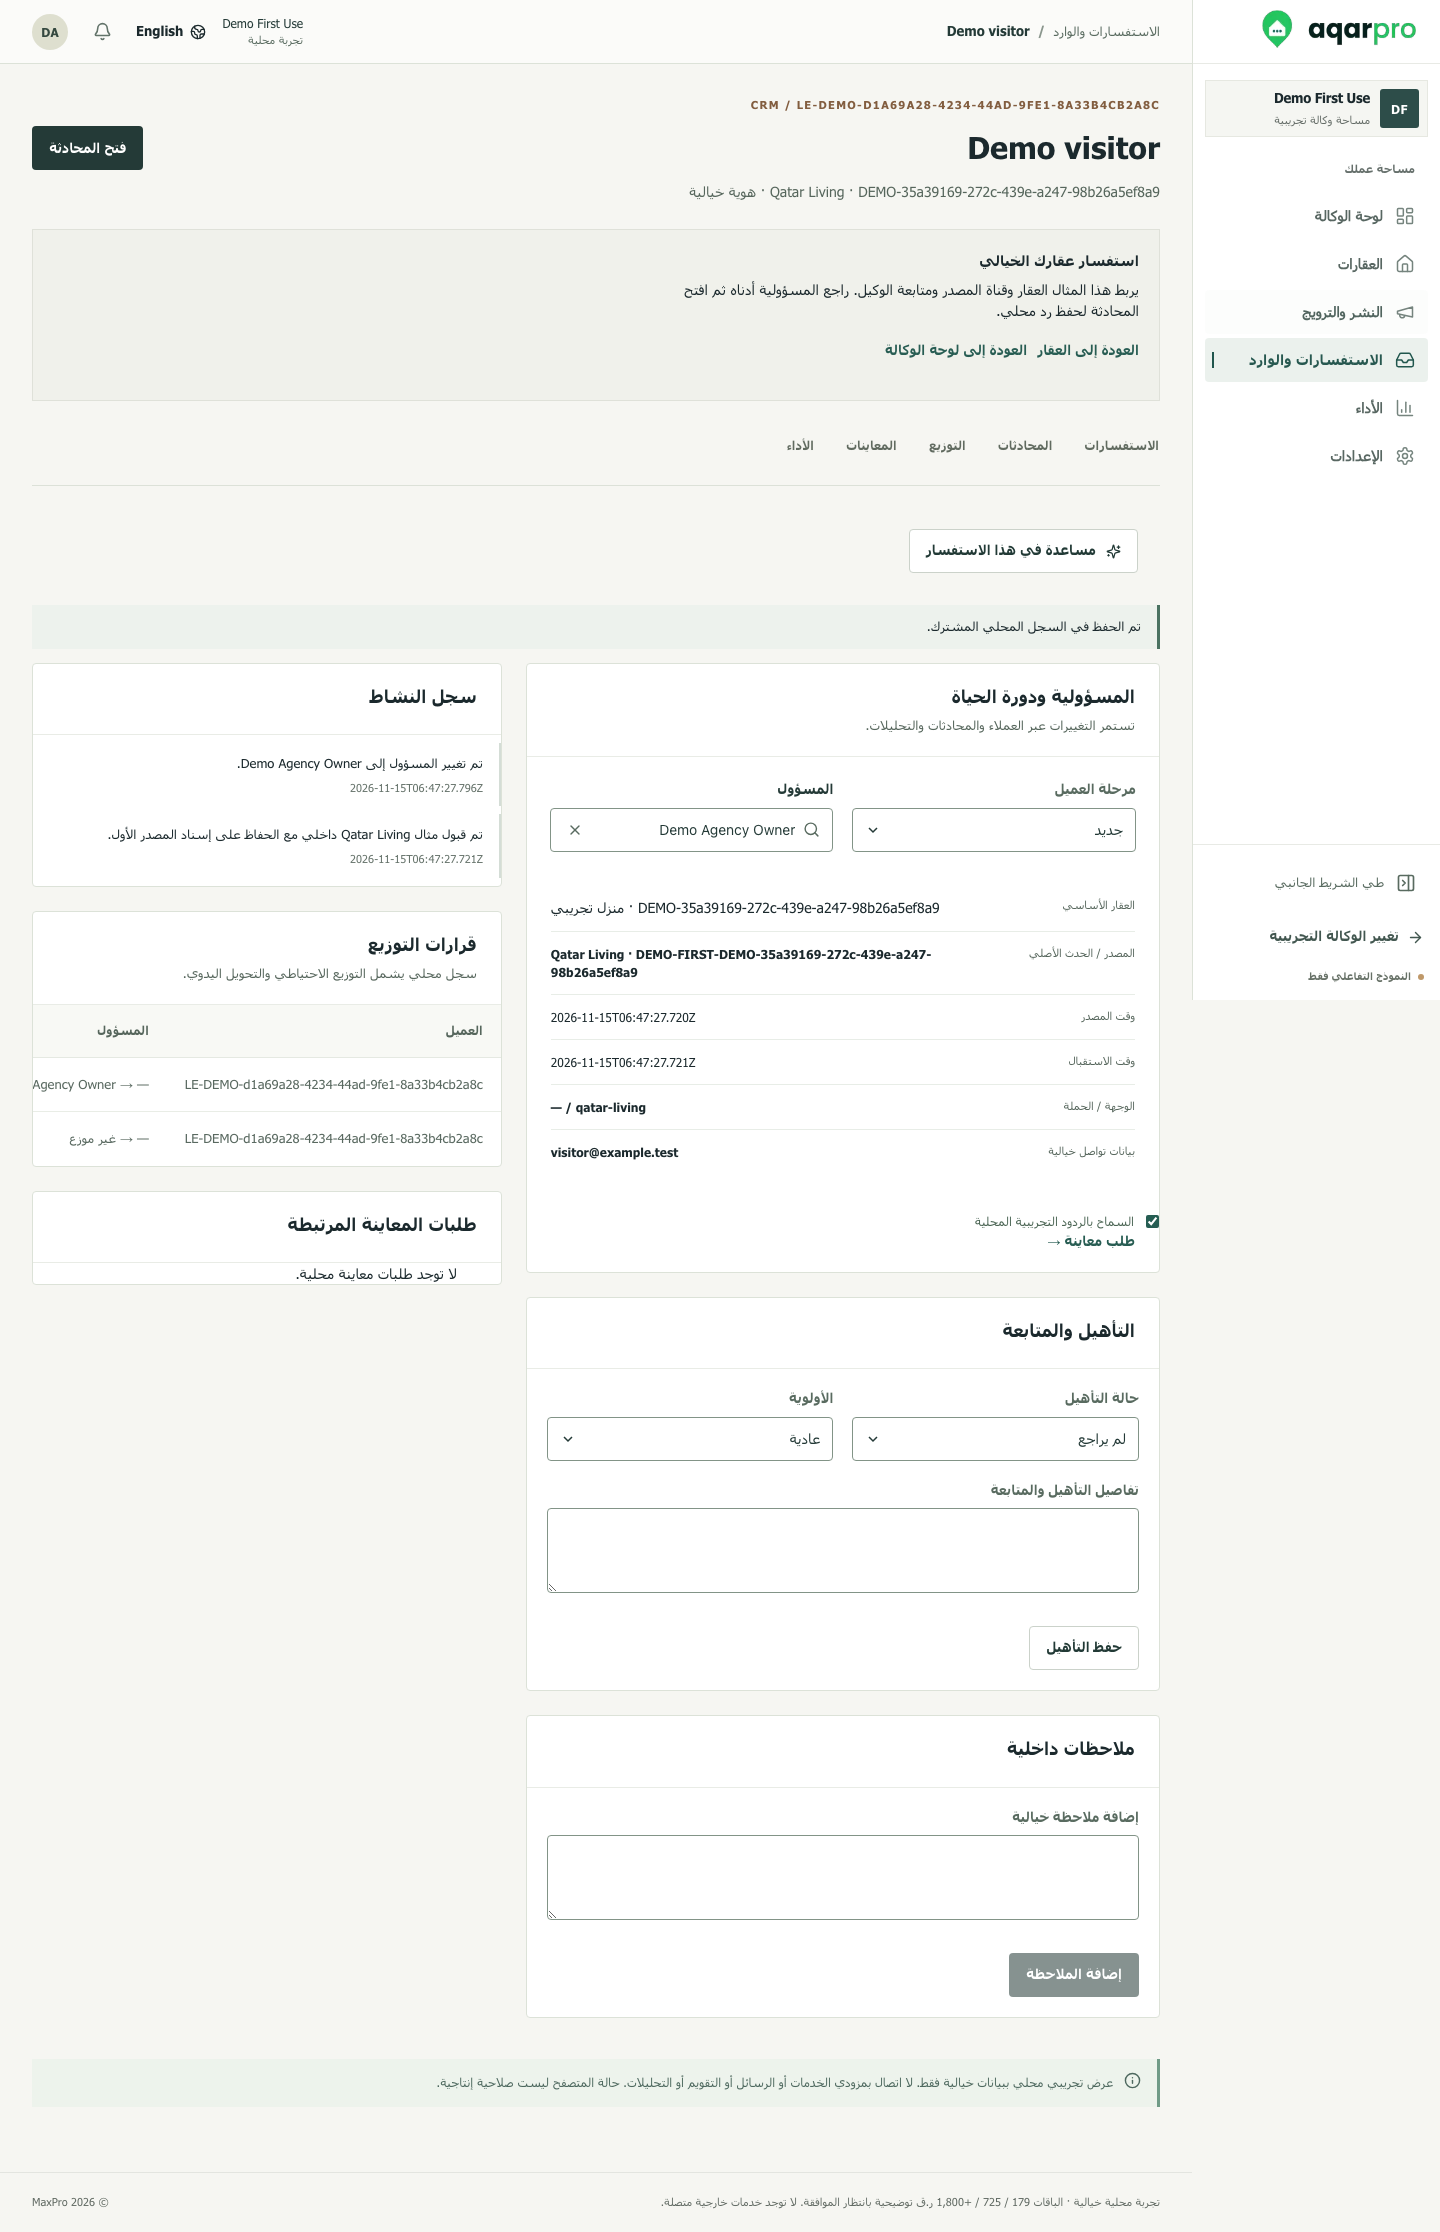 aqarpro
الاستفسارات والوارد / Demo visitor
Demo First Use
تجربة محلية
English
DA
DF
Demo First Use
مساحة وكالة تجريبية
مساحة عملك
لوحة الوكالة
العقارات
النشر والترويج
الاستفسارات والوارد
الأداء
الإعدادات
طي الشريط الجانبي
تغيير الوكالة التجريبية
النموذج التفاعلي فقط
CRM / LE-DEMO-D1A69A28-4234-44AD-9FE1-8A33B4CB2A8C
Demo visitor
فتح المحادثة
DEMO-35a39169-272c-439e-a247-98b26a5ef8a9 · Qatar Living · هوية خيالية
استفسار عقارك الخيالي
يربط هذا المثال العقار وقناة المصدر ومتابعة الوكيل. راجع المسؤولية أدناه ثم افتح
المحادثة لحفظ رد محلي.
العودة إلى العقار العودة إلى لوحة الوكالة
الاستفسارات المحادثات التوزيع المعاينات الأداء
مساعدة في هذا الاستفسار
تم الحفظ في السجل المحلي المشترك.
المسؤولية ودورة الحياة
تستمر التغييرات عبر العملاء والمحادثات والتحليلات.
مرحلة العميل
جديد
المسؤول
Demo Agency Owner
العقار الأساسي
منزل تجريبي · DEMO-35a39169-272c-439e-a247-98b26a5ef8a9
المصدر / الحدث الأصلي
Qatar Living · DEMO-FIRST-DEMO-35a39169-272c-439e-a247-
98b26a5ef8a9
وقت المصدر
2026-11-15T06:47:27.720Z
وقت الاستقبال
2026-11-15T06:47:27.721Z
الوجهة / الحملة
— / qatar-living
بيانات تواصل خيالية
visitor@example.test
السماح بالردود التجريبية المحلية
طلب معاينة →
التأهيل والمتابعة
حالة التأهيل
لم يراجع
الأولوية
عادية
تفاصيل التأهيل والمتابعة
حفظ التأهيل
ملاحظات داخلية
إضافة ملاحظة خيالية
إضافة الملاحظة
سجل النشاط
تم تغيير المسؤول إلى Demo Agency Owner.
2026-11-15T06:47:27.796Z
تم قبول مثال Qatar Living داخلي مع الحفاظ على إسناد المصدر الأول.
2026-11-15T06:47:27.721Z
قرارات التوزيع
سجل محلي يشمل التوزيع الاحتياطي والتحويل اليدوي.
العميل المسؤول
LE-DEMO-d1a69a28-4234-44ad-9fe1-8a33b4cb2a8c — → Agency Owner
LE-DEMO-d1a69a28-4234-44ad-9fe1-8a33b4cb2a8c — → غير موزع
طلبات المعاينة المرتبطة
لا توجد طلبات معاينة محلية.
عرض تجريبي محلي ببيانات خيالية فقط. لا اتصال بمزودي الخدمات أو الرسائل أو التقويم أو التحليلات. حالة المتصفح ليست صلاحية إنتاجية.
تجربة محلية خيالية · الباقات 179 / 725 / +1,800 ر.ق توضيحية بانتظار الموافقة. لا توجد خدمات خارجية متصلة.
© 2026 MaxPro